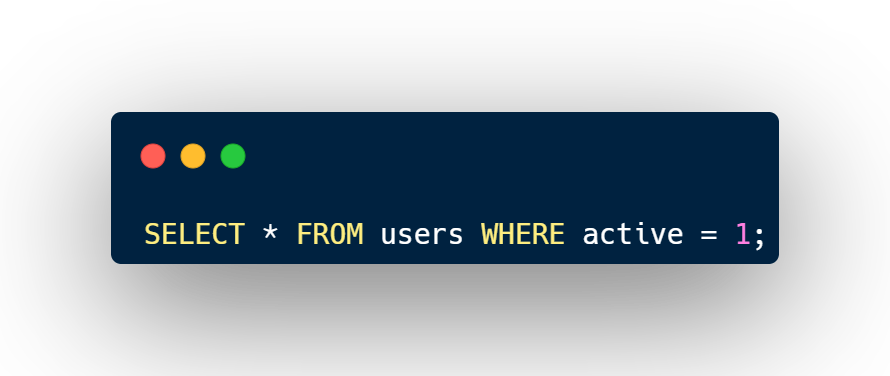 SELECT * FROM users WHERE active = 1;